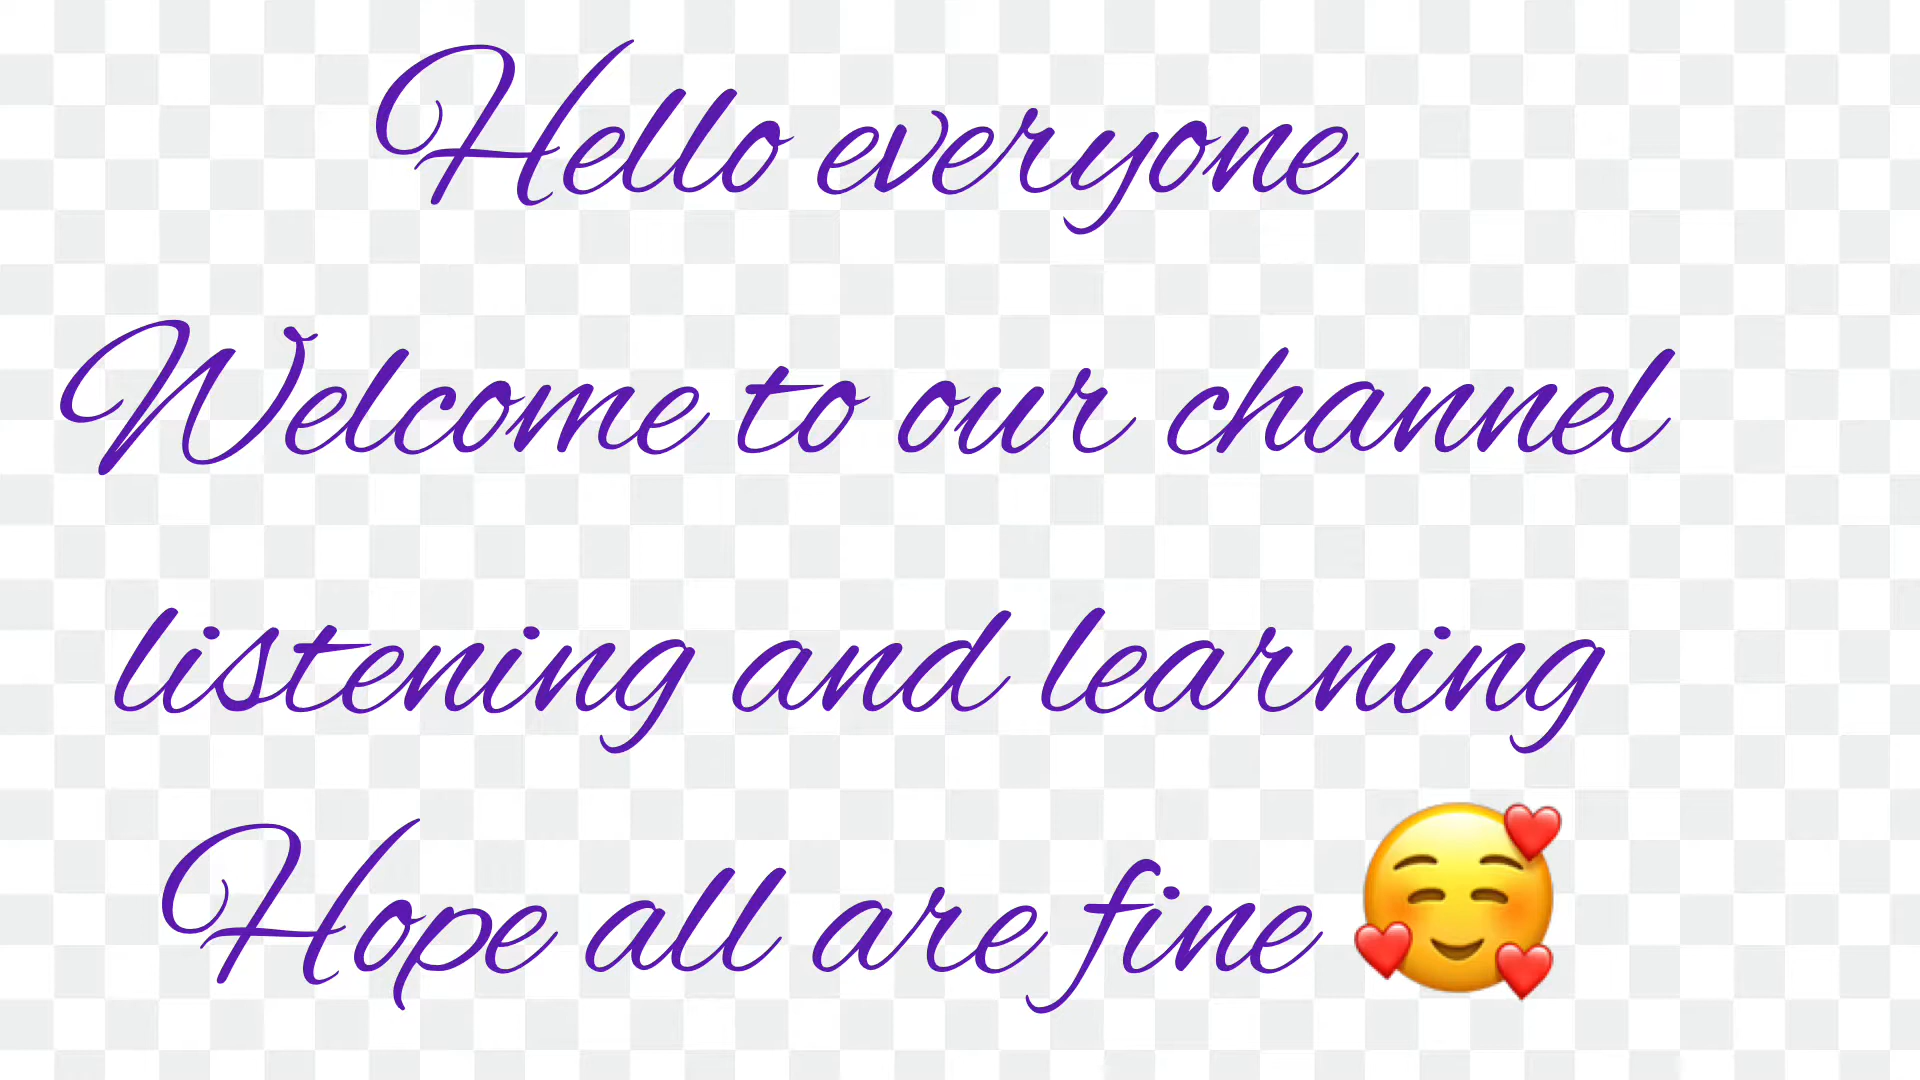 Hello everyone
Welcome to our channel
listening and learning
Hope all are fine 🥰